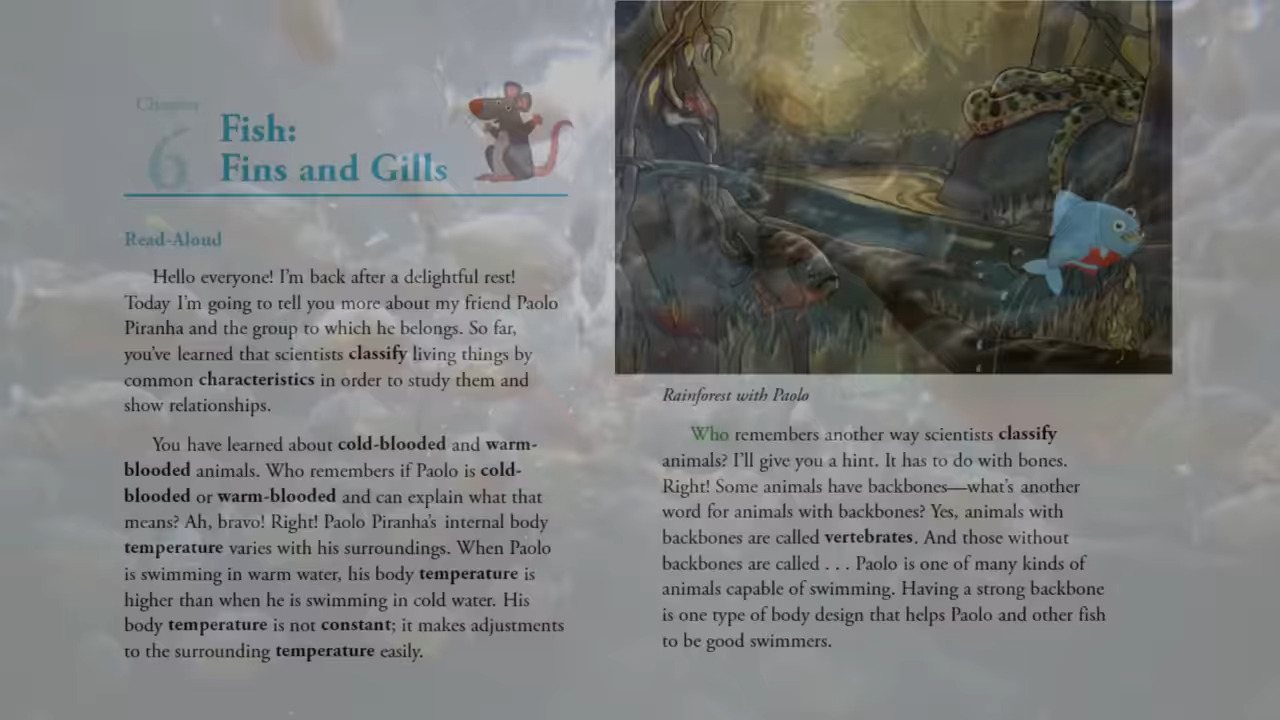 Chapter
6
Fish:
Fins and Gills
Read-Aloud
Hello everyone! I'm back after a delightful rest!
Today I'm going to tell you more about my friend Paolo
Piranha and the group to which he belongs. So far,
you've learned that scientists classify living things by
common characteristics in order to study them and
show relationships.
You have learned about cold-blooded and warm-
blooded animals. Who remembers if Paolo is cold-
blooded or warm-blooded and can explain what that
means? Ah, bravo! Right! Paolo Piranha's internal body
temperature varies with his surroundings. When Paolo
is swimming in warm water, his body temperature is
higher than when he is swimming in cold water. His
body temperature is not constant; it makes adjustments
to the surrounding temperature easily.
Rainforest with Paolo
Who remembers another way scientists classify
animals? I'll give you a hint. It has to do with bones.
Right! Some animals have backbones—what's another
word for animals with backbones? Yes, animals with
backbones are called vertebrates. And those without
backbones are called . . . Paolo is one of many kinds of
animals capable of swimming. Having a strong backbone
is one type of body design that helps Paolo and other fish
to be good swimmers.